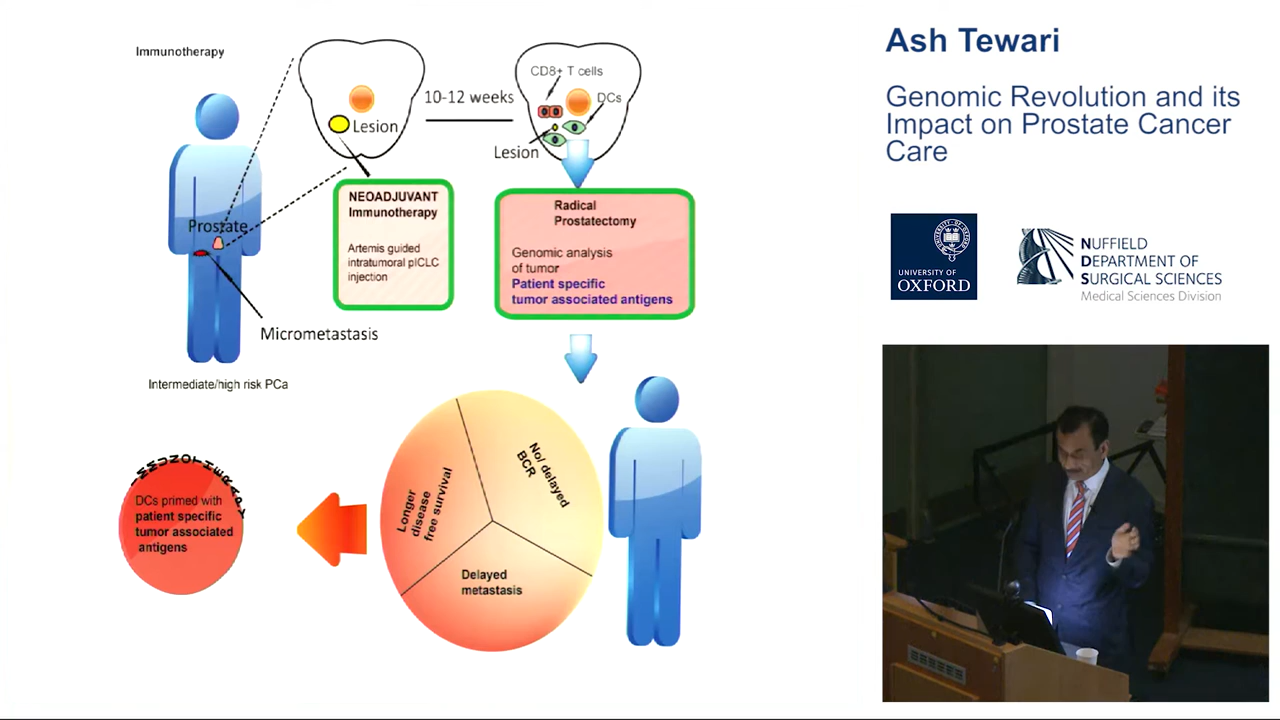 Immunotherapy
Prostate
Micrometastasis
Intermediate/high risk PCa
Lesion
10-12 weeks
CD8+ T cells
DCs
Lesion
NEOADJUVANT
Immunotherapy
Artemis guided
intratumoral pICLC
injection
Radical
Prostatectomy
Genomic analysis
of tumor
Patient specific
tumor associated antigens
No/ delayed
BCR
Longer
disease
free survival
Delayed
metastasis
IMMUNOTHERAPY
DCs primed with
patient specific
tumor associated
antigens
Ash Tewari
Genomic Revolution and its
Impact on Prostate Cancer
Care
UNIVERSITY OF
OXFORD
NUFFIELD
DEPARTMENT OF
SURGICAL SCIENCES
Medical Sciences Division